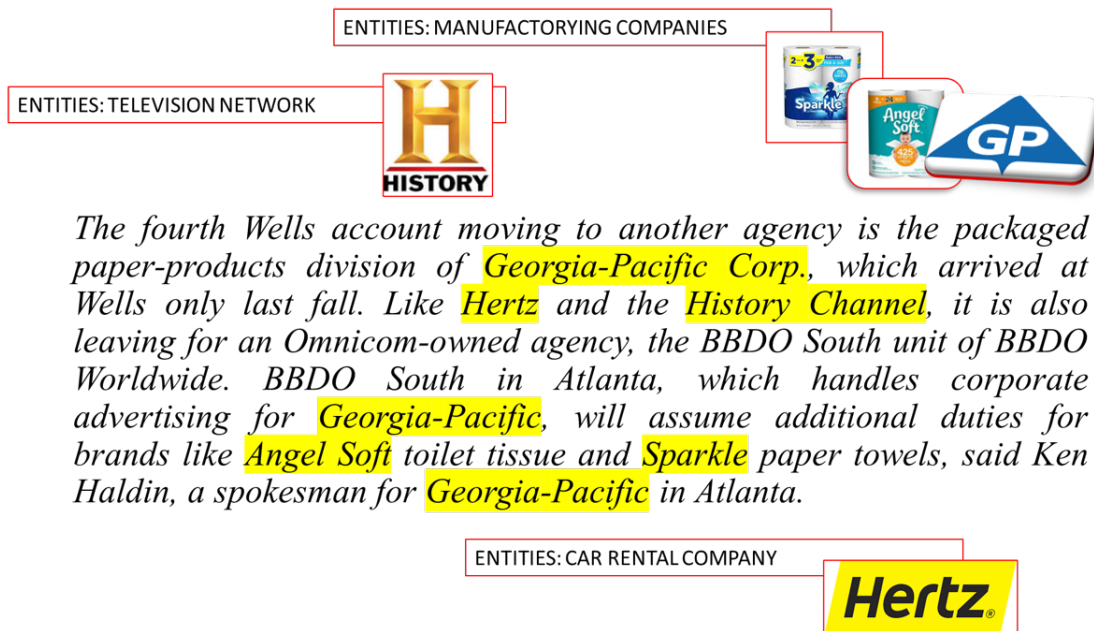 ENTITIES: MANUFACTORYING COMPANIES
ENTITIES: TELEVISION NETWORK
H
HISTORY
2 = 3
Sparkle
24
Angel
Soft
425
GP
The fourth Wells account moving to another agency is the packaged
paper-products division of Georgia-Pacific Corp., which arrived at
Wells only last fall. Like Hertz and the History Channel, it is also
leaving for an Omnicom-owned agency, the BBDO South unit of BBDO
Worldwide. BBDO South in Atlanta, which handles corporate
advertising for Georgia-Pacific, will assume additional duties for
brands like Angel Soft toilet tissue and Sparkle paper towels, said Ken
Haldin, a spokesman for Georgia-Pacific in Atlanta.
ENTITIES: CAR RENTAL COMPANY
Hertz®